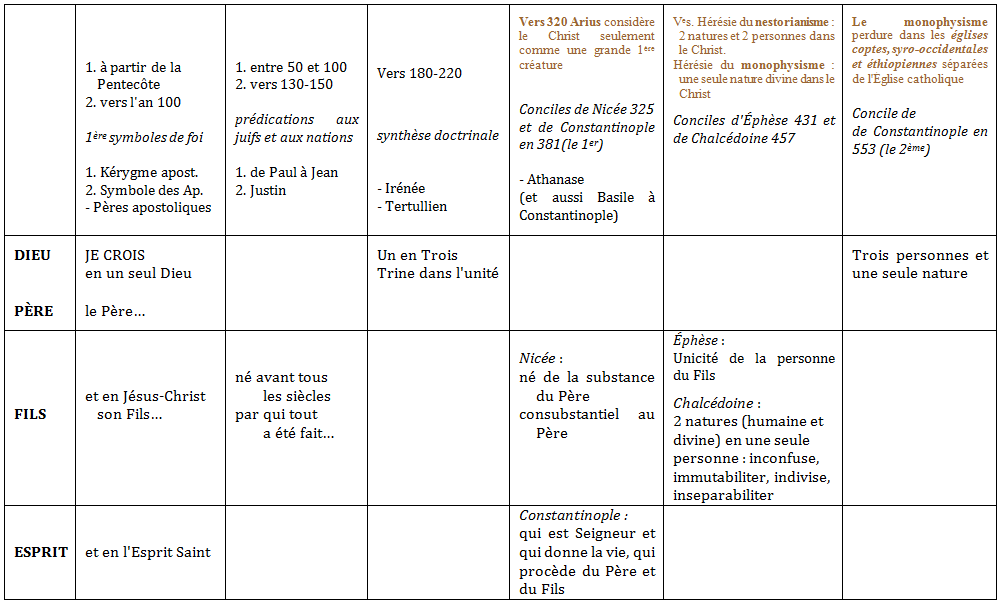 1. à partir de la
Pentecôte
2. vers l'an 100
1ère symboles de foi
1. Kérygme apost.
2. Symbole des Ap.
- Pères apostoliques
1. entre 50 et 100
2. vers 130-150
prédications aux
juifs et aux nations
1. de Paul à Jean
2. Justin
Vers 180-220
synthèse doctrinale
- Irénée
- Tertullien
Vers 320 Arius considère
le Christ seulement
comme une grande 1ère
créature
Conciles de Nicée 325
et de Constantinople
en 381(le 1er)
- Athanase
(et aussi Basile à
Constantinople)
Ves. Hérésie du nestorianisme :
2 natures et 2 personnes dans
le Christ.
Hérésie du monophysisme :
une seule nature divine dans le
Christ
Conciles d'Éphèse 431 et
de Chalcédoine 457
Le monophysisme
perdure dans les églises
coptes, syro-occidentales
et éthiopiennes séparées
de l'Eglise catholique
Concile de
de Constantinople en
553 (le 2ème)
DIEU
PÈRE
JE CROIS
en un seul Dieu
le Père...
Un en Trois
Trine dans l'unité
Trois personnes et
une seule nature
FILS
et en Jésus-Christ
son Fils...
né avant tous
les siècles
par qui tout
a été fait...
Nicée :
né de la substance
du Père
consubstantiel au
Père
Éphèse :
Unicité de la personne
du Fils
Chalcédoine :
2 natures (humaine et
divine) en une seule
personne : inconfuse,
immutabiliter, indivise,
inseparabiliter
ESPRIT
et en l'Esprit Saint
Constantinople :
qui est Seigneur et
qui donne la vie, qui
procède du Père et
du Fils